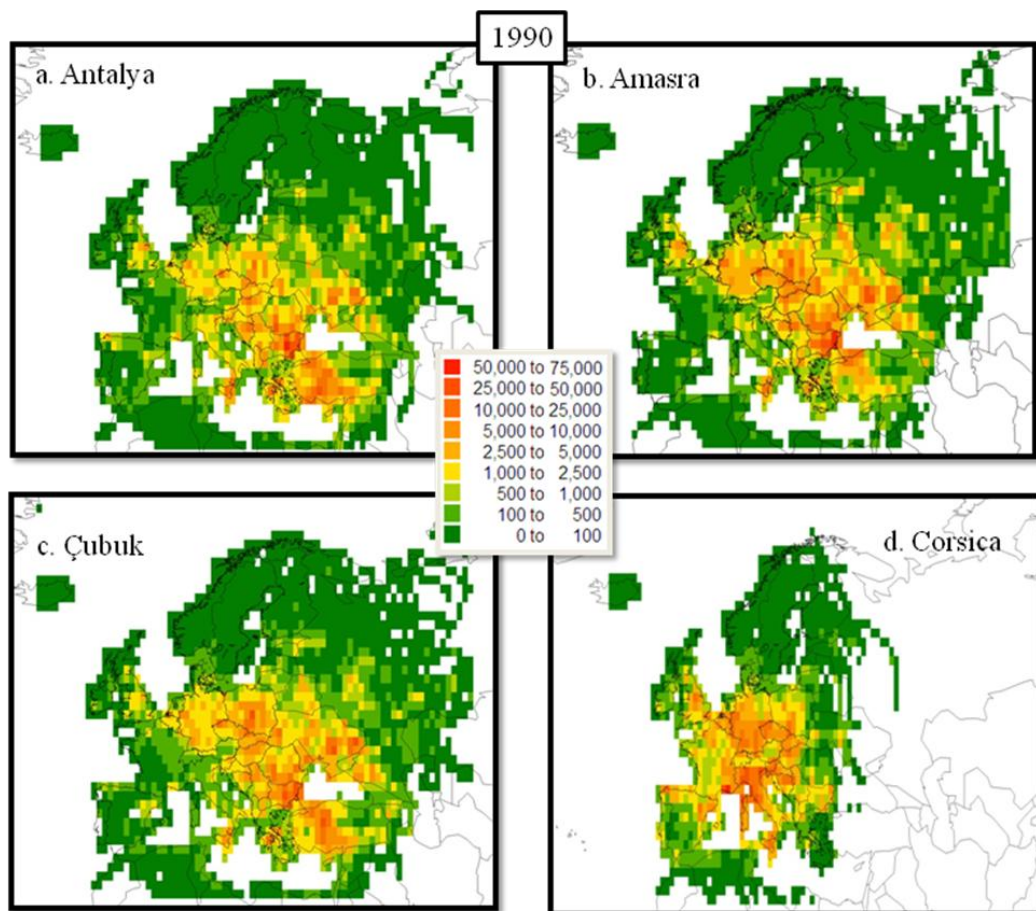 1990
a. Antalya
b. Amasra
50,000 to 75,000
25,000 to 50,000
10,000 to 25,000
5,000 to 10,000
2,500 to 5,000
1,000 to 2,500
500 to 1,000
100 to 500
0 to 100
c. Çubuk
d. Corsica